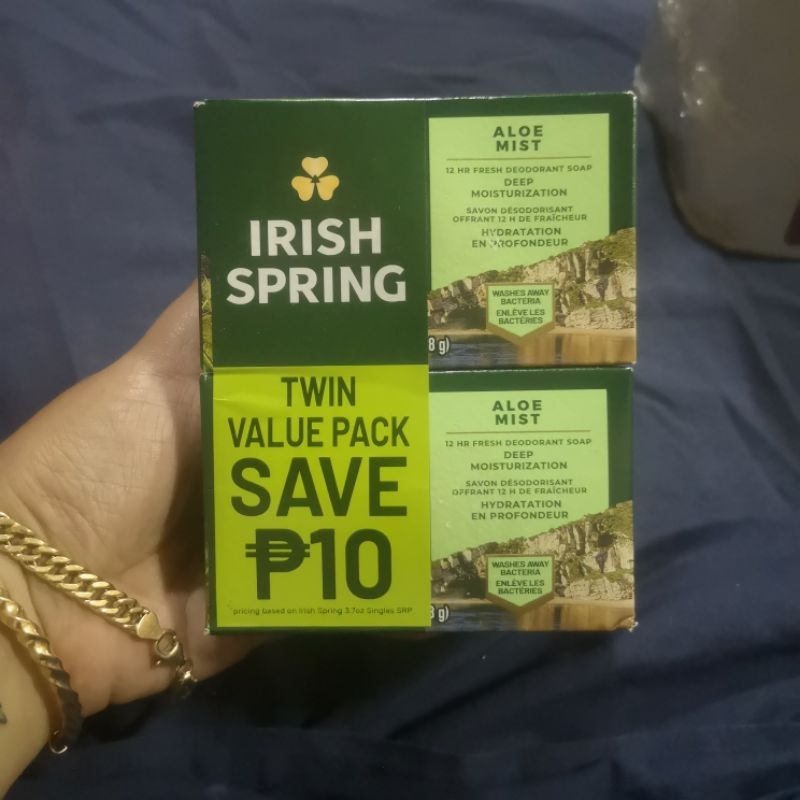 IRISH
SPRING
TWIN
VALUE PACK
SAVE
₱10
pricing based on Irish Spring 3.7oz Singles SRP
ALOE
MIST
12 HR FRESH DEODORANT SOAP
DEEP
MOISTURIZATION
SAVON DÉSODORISANT
OFFRANT 12 H DE FRAÎCHEUR
HYDRATATION
EN PROFONDEUR
WASHES AWAY
BACTERIA
ENLÈVE LES
BACTÉRIES
8 g)
ALOE
MIST
12 HR FRESH DEODORANT SOAP
DEEP
MOISTURIZATION
SAVON DÉSODORISANT
OFFRANT 12 H DE FRAÎCHEUR
HYDRATATION
EN PROFONDEUR
WASHES AWAY
BACTERIA
ENLÈVE LES
BACTÉRIES
g)